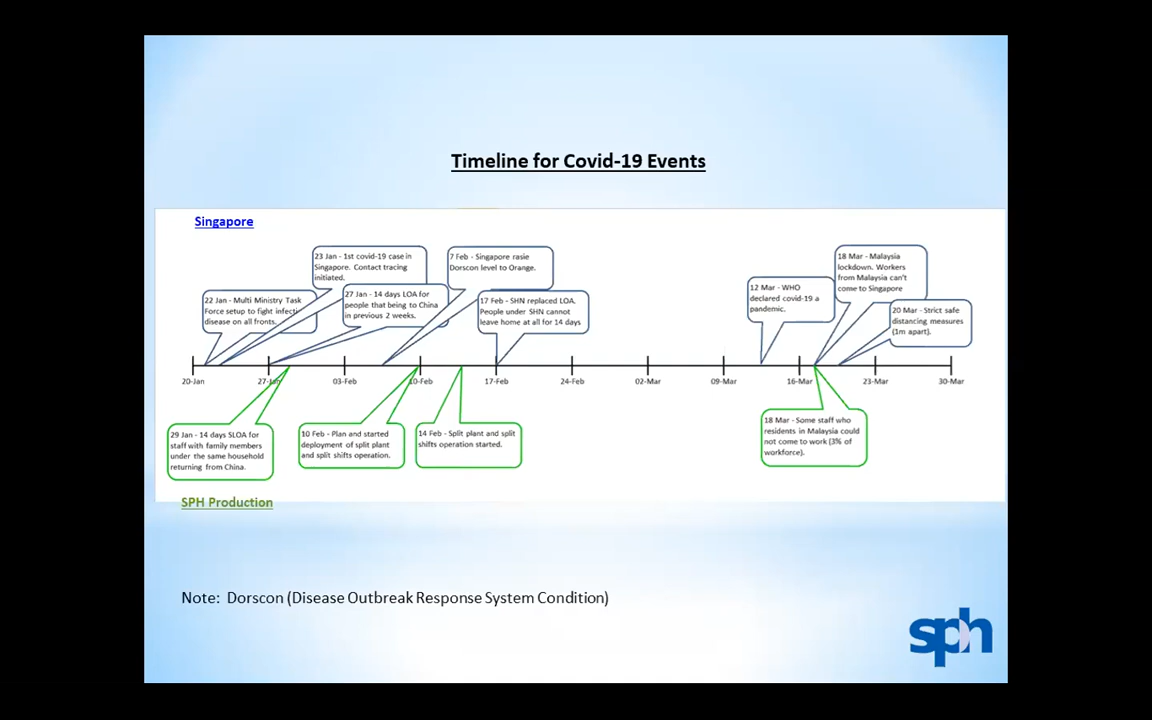 Timeline for Covid-19 Events
Singapore
23 Jan - 1st covid-19 case in
Singapore. Contact tracing
initiated.
7 Feb - Singapore rasie
Dorscon level to Orange.
18 Mar - Malaysia
lockdown. Workers
from Malaysia can't
come to Singapore
22 Jan - Multi Ministry Task
Force setup to fight infecti
disease on all fronts.
27 Jan - 14 days LOA for
people that being to China
in previous 2 weeks.
17 Feb - SHN replaced LOA.
People under SHN cannot
leave home at all for 14 days
12 Mar - WHO
declared covid-19 a
pandemic.
20 Mar - Strict safe
distancing measures
(1m apart).
20-Jan 27-Jan 03-Feb 10-Feb 17-Feb 24-Feb 02-Mar 09-Mar 16-Mar 23-Mar 30-Mar
29 Jan - 14 days SLOA for
staff with family members
under the same household
returning from China.
10 Feb - Plan and started
deployment of split plant
and split shifts operation.
14 Feb - Split plant and split
shifts operation started.
18 Mar - Some staff who
residents in Malaysia could
not come to work (3% of
workforce).
SPH Production
Note: Dorscon (Disease Outbreak Response System Condition)
sph